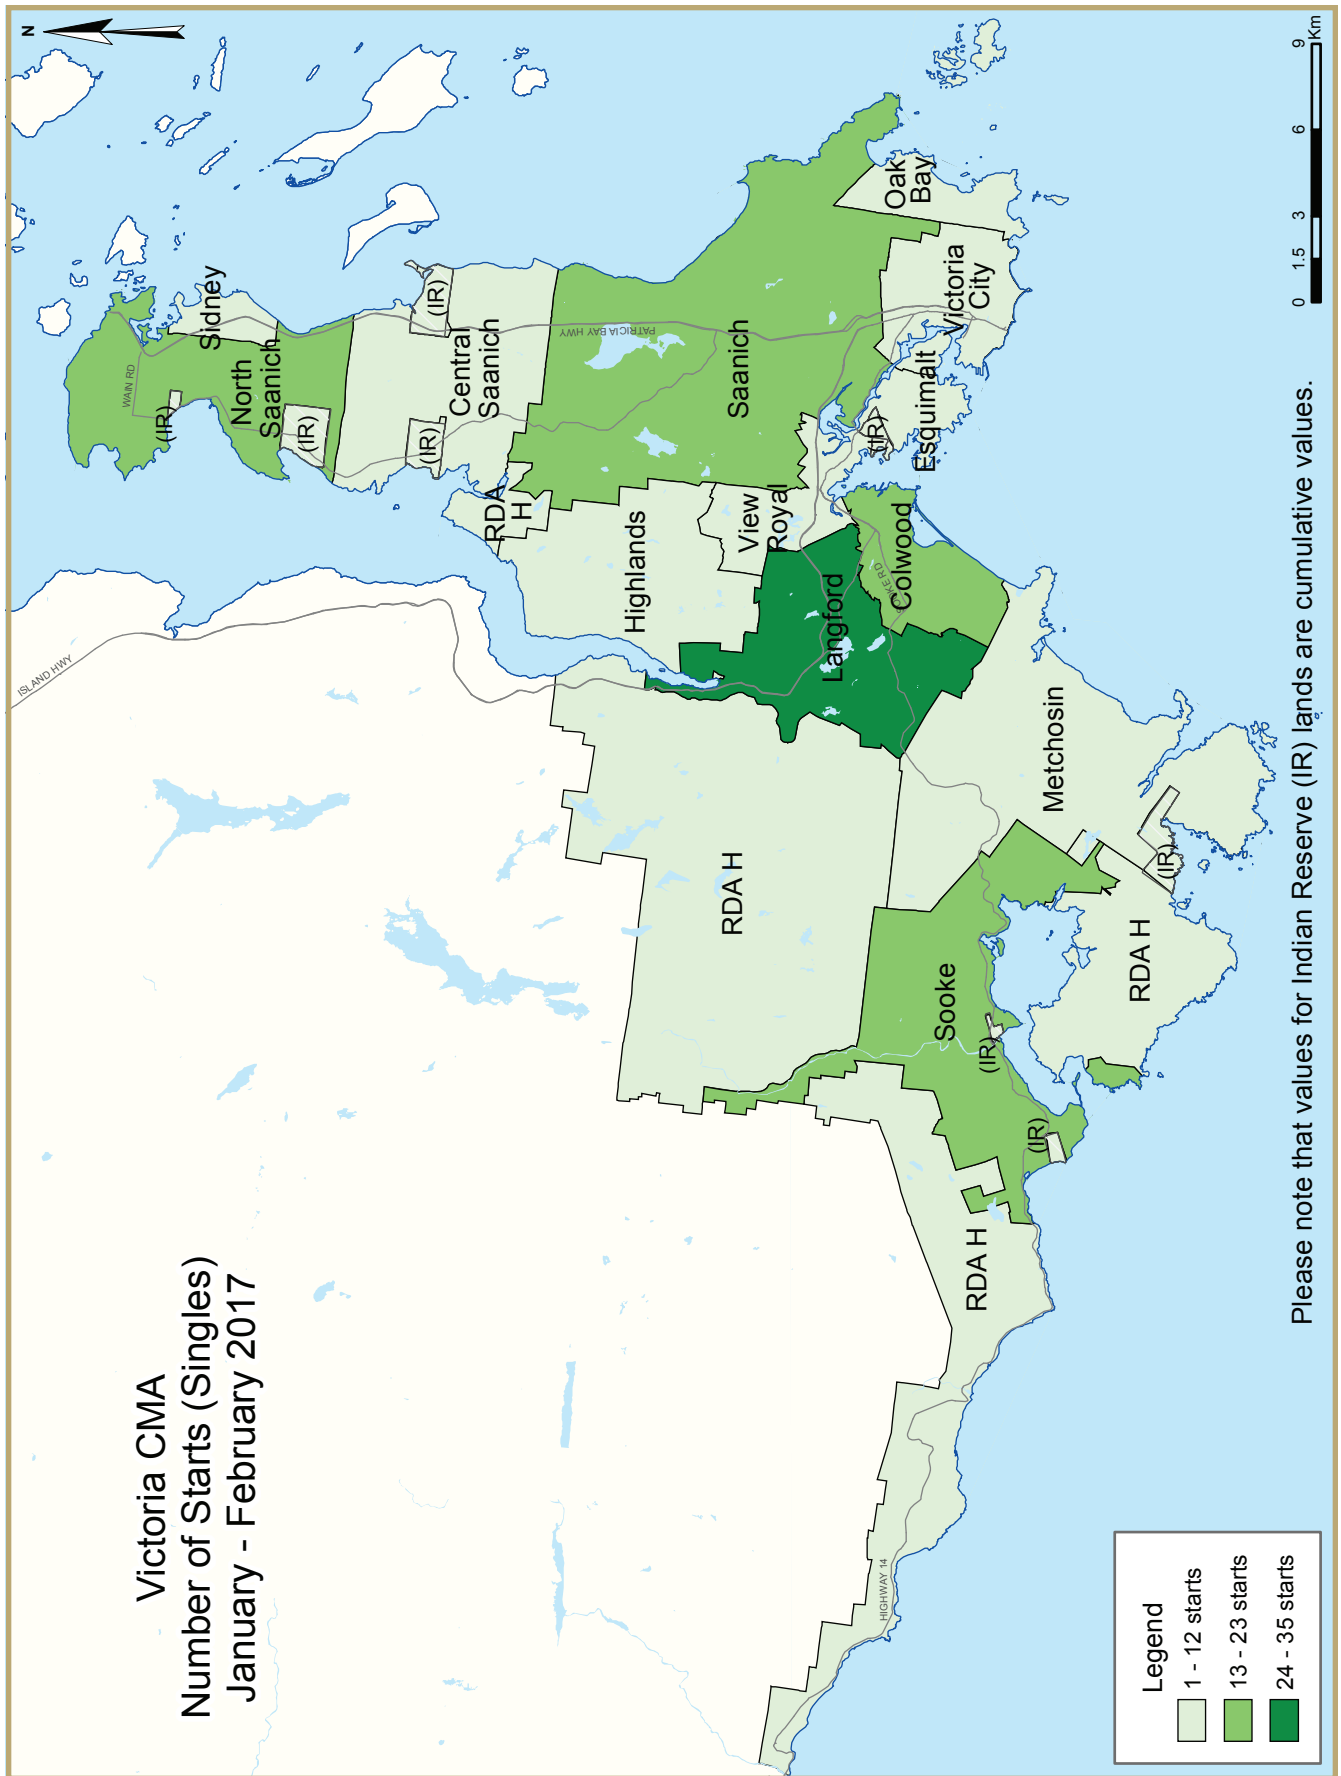 Victoria CMA
Number of Starts (Singles)
January - February 2017
N
ISLAND HWY
WAIN RD
(IR)
North
Saanich
Sidney
(IR)
(IR)
Central
Saanich
(IR)
RDA
H
PATRICIA BAY HWY
Saanich
Highlands
View
Royal
Langford
Colwood
(IR)
Esquimalt
Victoria
City
Oak
Bay
RDA H
Metchosin
(IR)
RDA H
Sooke
(IR)
(IR)
RDA H
HIGHWAY 14
Legend
1 - 12 starts
13 - 23 starts
24 - 35 starts
Please note that values for Indian Reserve (IR) lands are cumulative values.
0 1.5 3 6 9
Km